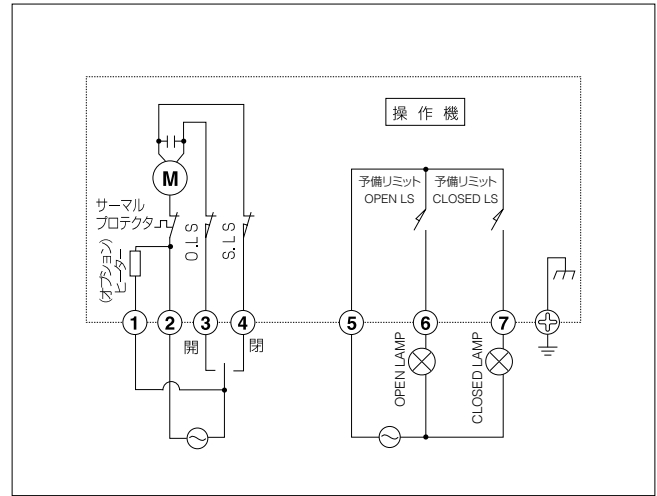 操 作 機
M
サーマル
プロテクタ
O.LS
S.LS
(オプション)
ヒーター
予備リミット
OPEN LS
予備リミット
CLOSED LS
1
2
3
4
5
6
7
開
閉
OPEN LAMP
CLOSED LAMP